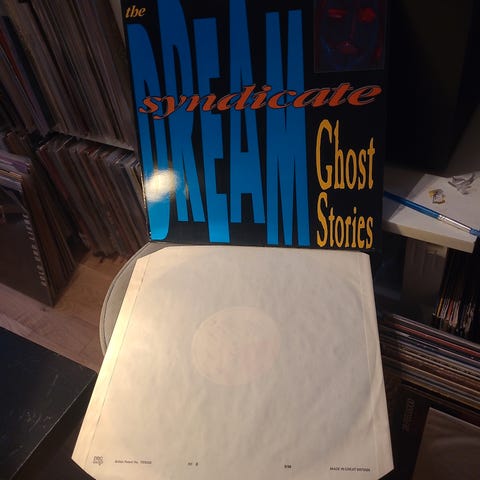 the
DREAM
syndicate
Ghost
Stories
MADE IN GREAT BRITAIN